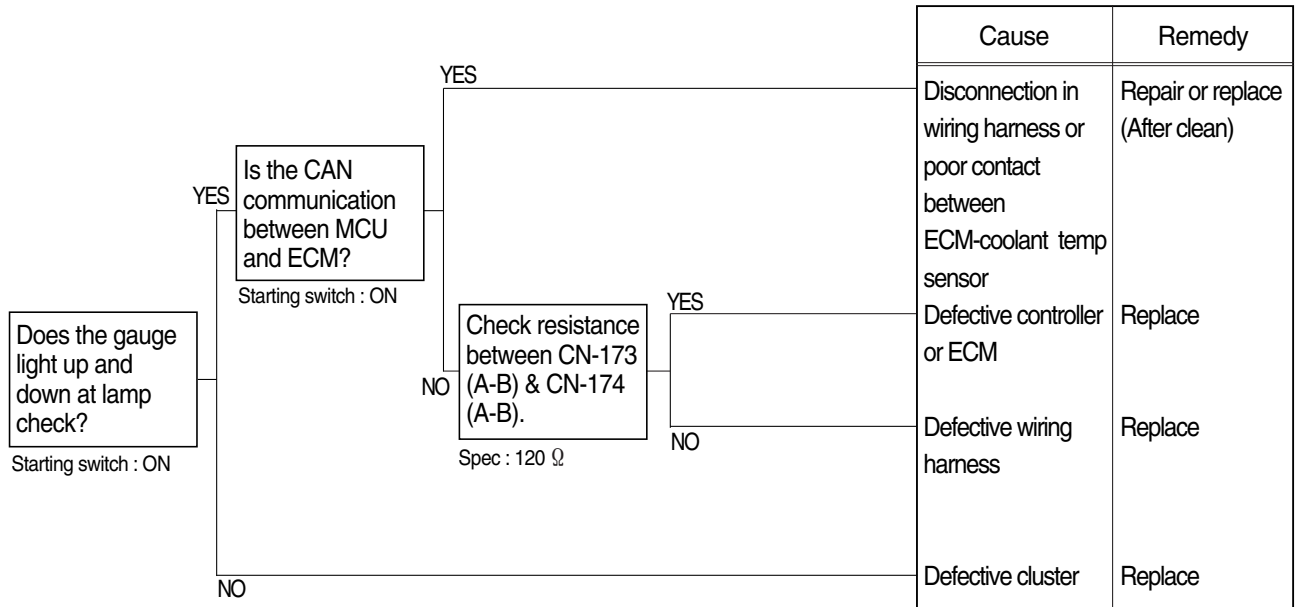 Cause
Remedy
YES
Disconnection in
wiring harness or
poor contact
between
ECM-coolant temp
sensor
Repair or replace
(After clean)
YES
Is the CAN
communication
between MCU
and ECM?
Starting switch : ON
YES
Defective controller
or ECM
Replace
Does the gauge
light up and
down at lamp
check?
Starting switch : ON
NO
Check resistance
between CN-173
(A-B) & CN-174
(A-B).
Spec : 120 Ω
NO
Defective wiring
harness
Replace
NO
Defective cluster
Replace